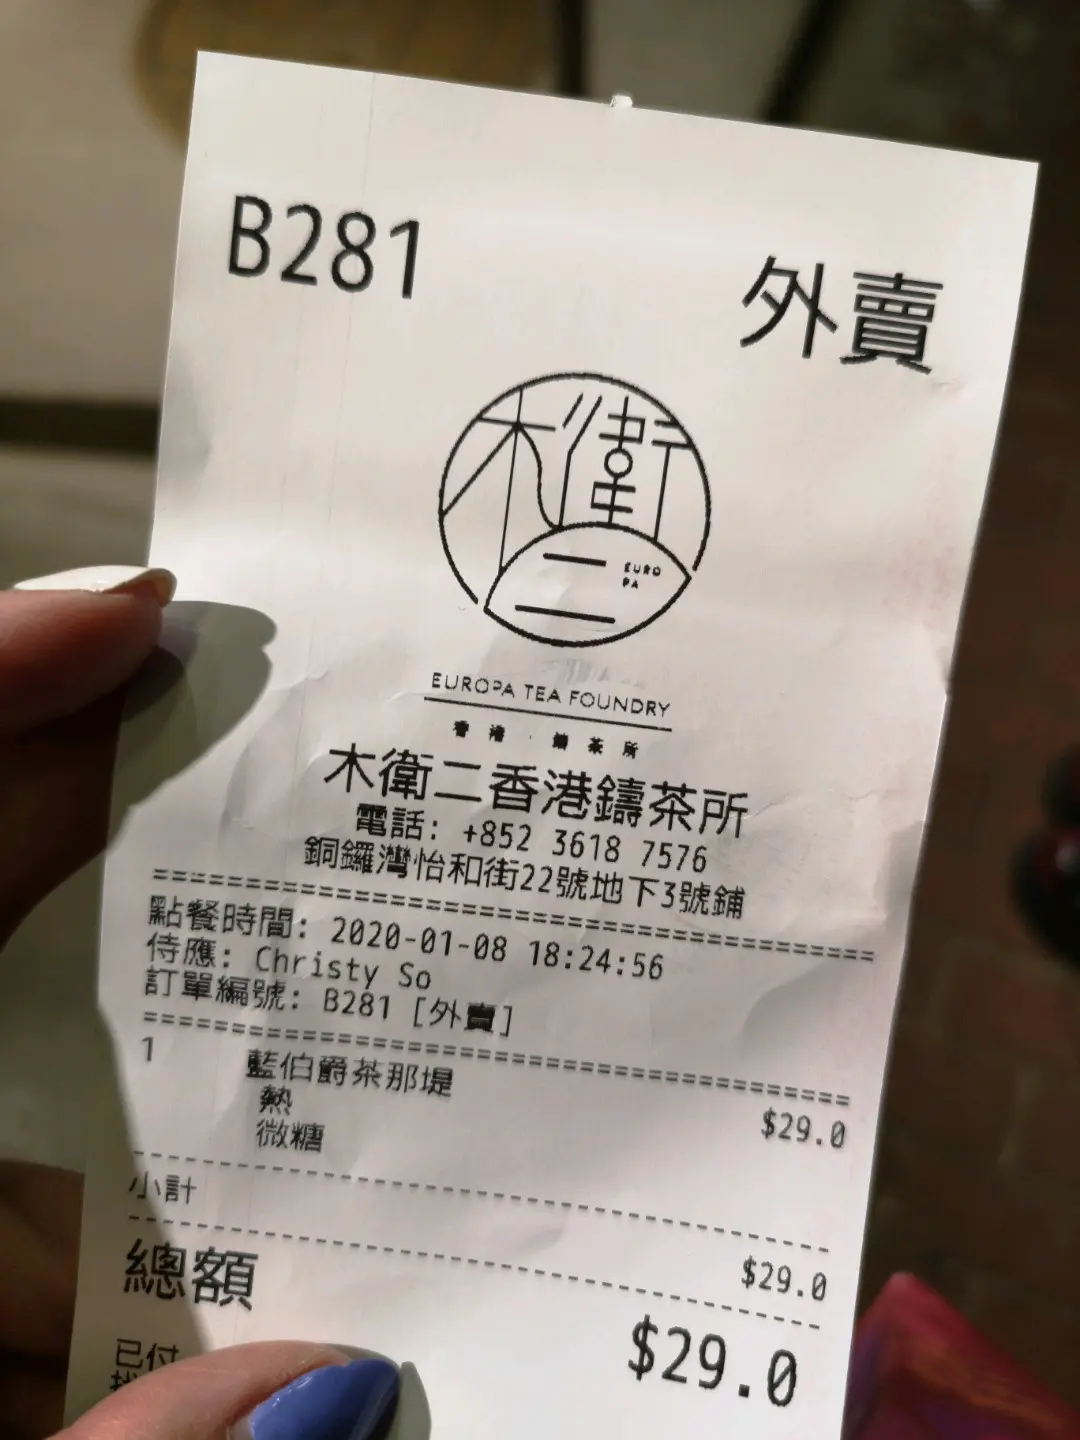 B281
外賣
木衛二
EURO
PA
EUROPA TEA FOUNDRY
香港·鑄茶所
木衛二香港鑄茶所
電話: +852 3618 7576
銅鑼灣怡和街22號地下3號鋪
點餐時間: 2020-01-08 18:24:56
侍應: Christy So
訂單編號: B281 [外賣]
1 藍伯爵茶那堤 $29.0
熱
微糖
小計 $29.0
總額 $29.0
已付